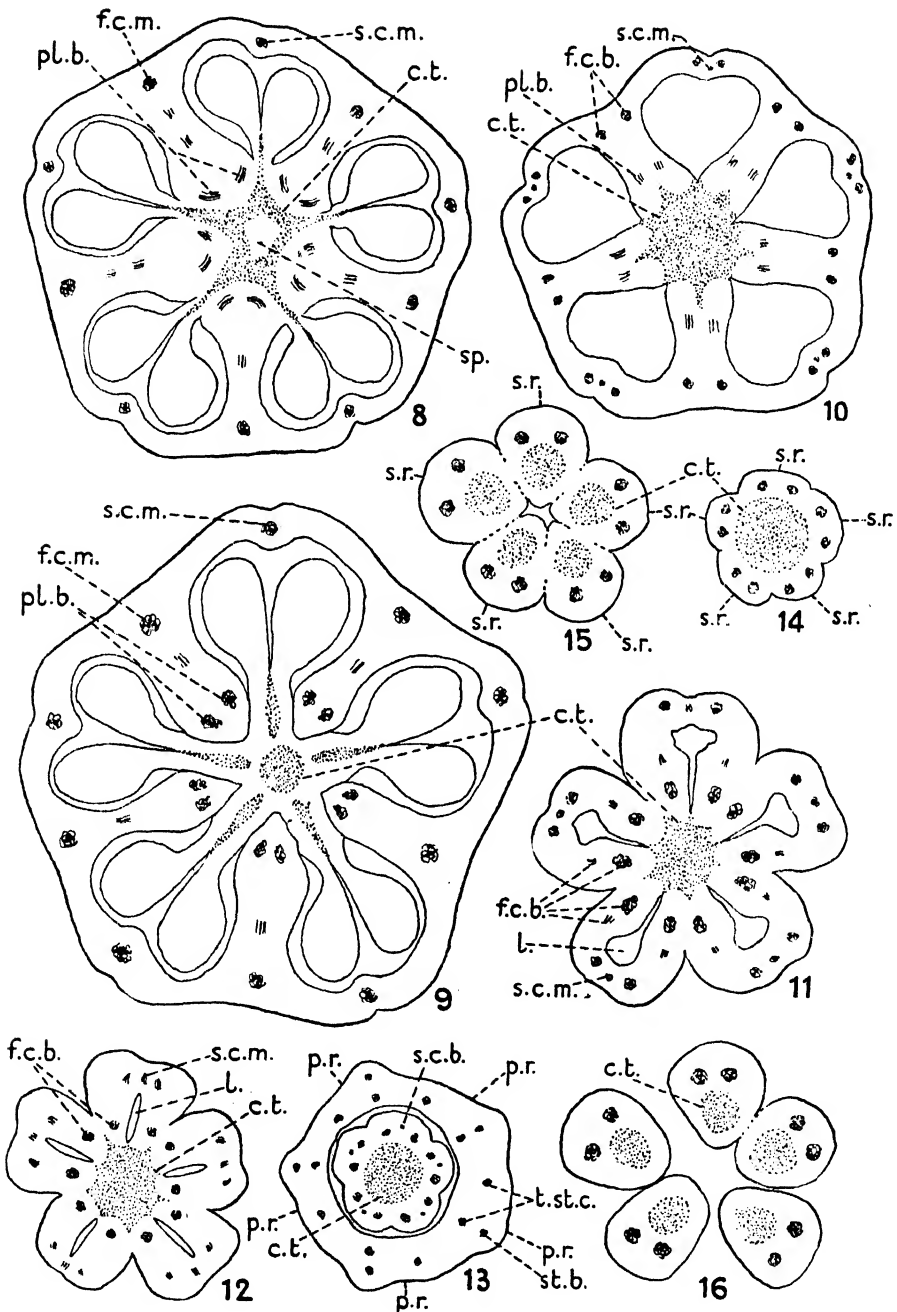 f.c.m.
s.c.m.
pl.b.
c.t.
sp.
8
s.c.m.
f.c.b.
pl.b.
c.t.
10
s.r.
s.r.
c.t.
s.r.
s.r.
s.r.
15
s.r.
s.r.
s.r.
s.r.
14
s.c.m.
f.c.m.
pl.b.
9
c.t.
f.c.b.
l.
s.c.m.
11
f.c.b.
s.c.m.
l.
c.t.
12
p.r.
s.c.b.
p.r.
t.st.c.
p.r.
c.t.
p.r.
st.b.
p.r.
13
c.t.
16